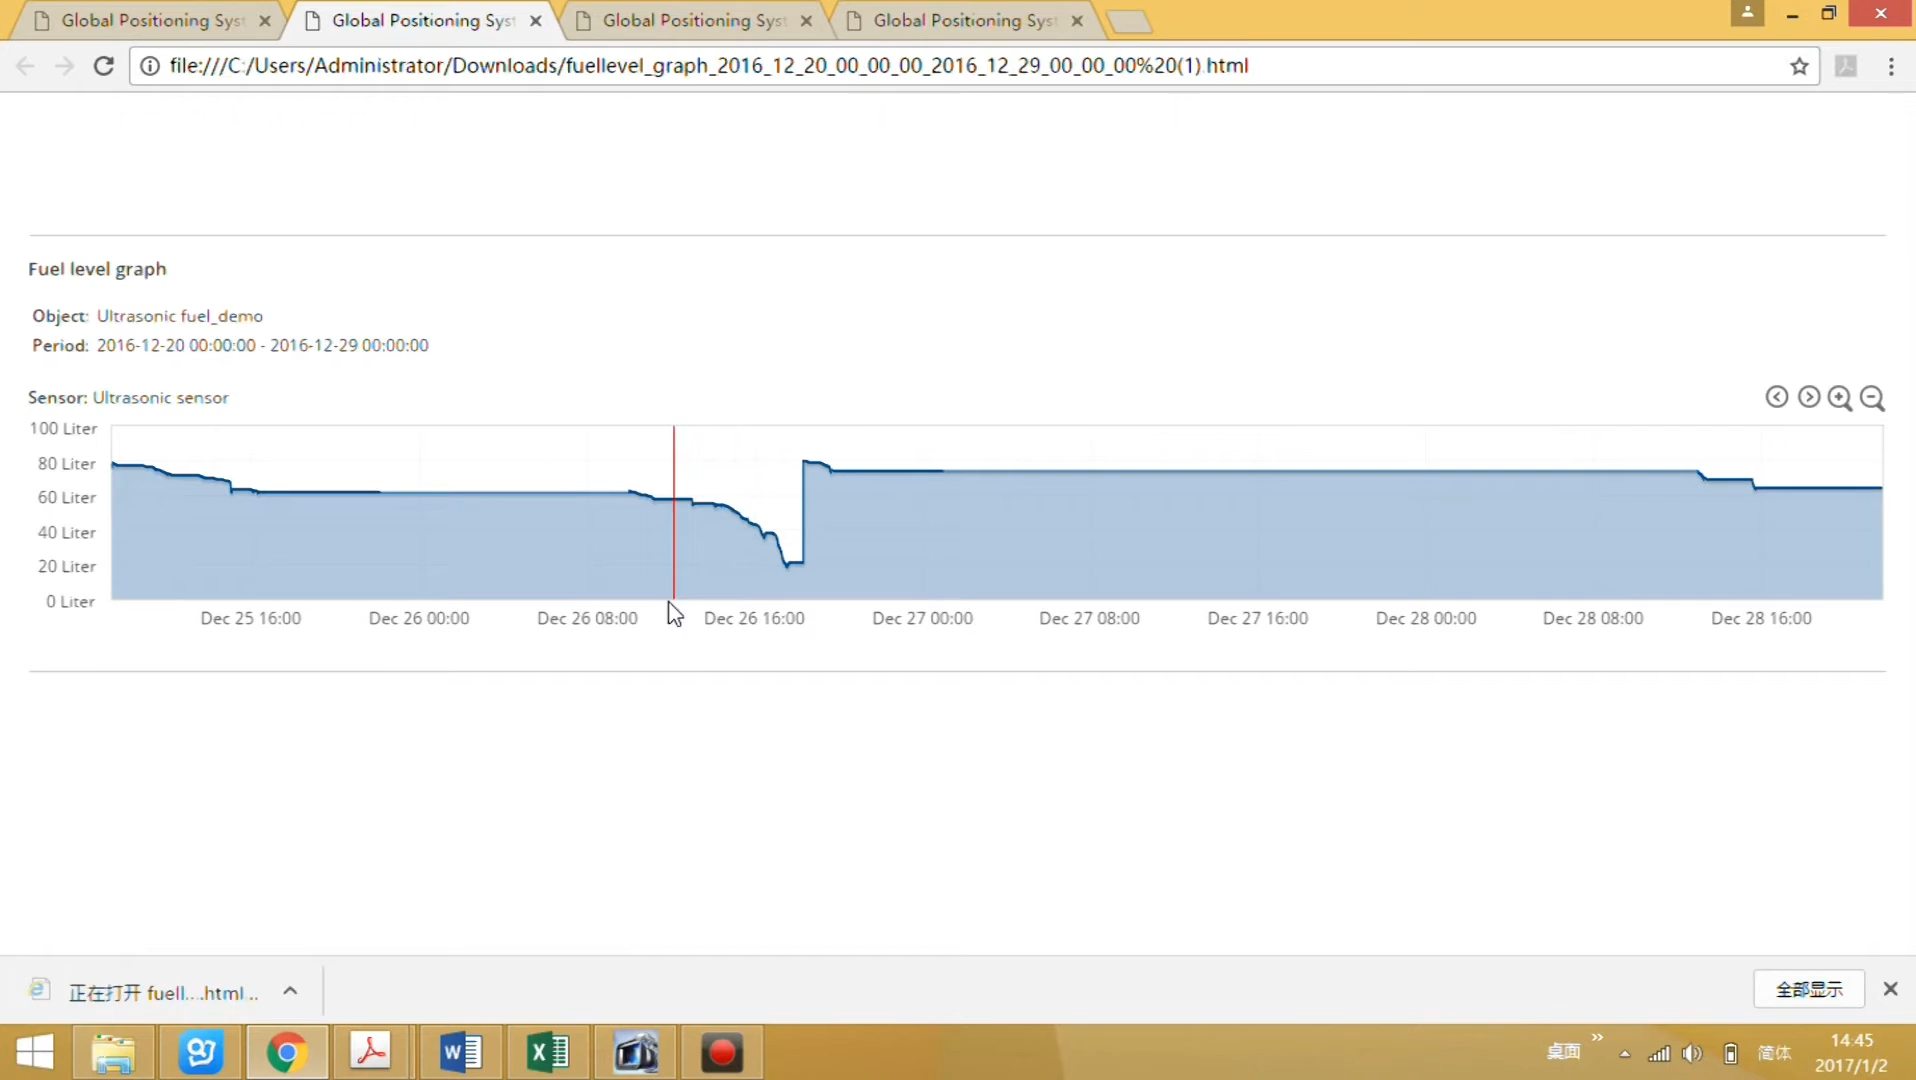 Global Positioning Syst
Global Positioning Syst
Global Positioning Syst
Global Positioning Syst
file:///C:/Users/Administrator/Downloads/fuellevel_graph_2016_12_20_00_00_00_2016_12_29_00_00_00%20(1).html
Fuel level graph
Object: Ultrasonic fuel_demo
Period: 2016-12-20 00:00:00 - 2016-12-29 00:00:00
Sensor: Ultrasonic sensor
100 Liter
80 Liter
60 Liter
40 Liter
20 Liter
0 Liter
Dec 25 16:00
Dec 26 00:00
Dec 26 08:00
Dec 26 16:00
Dec 27 00:00
Dec 27 08:00
Dec 27 16:00
Dec 28 00:00
Dec 28 08:00
Dec 28 16:00
正在打开 fuell....html ..
全部显示
桌面
简体
14:45
2017/1/2